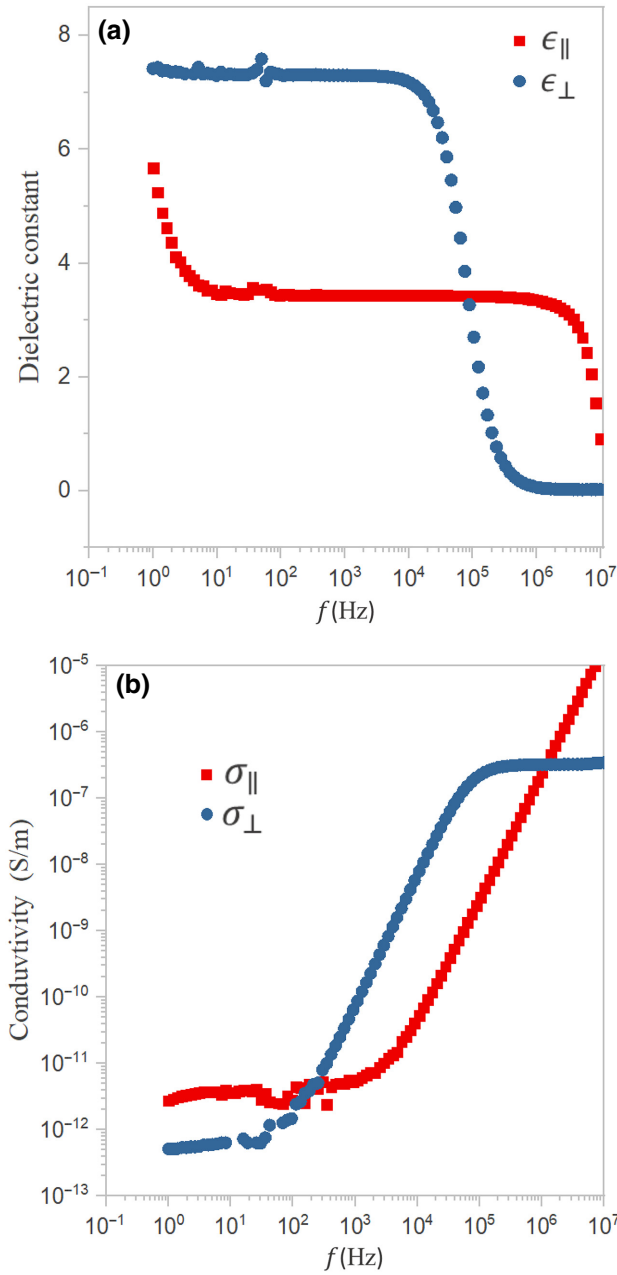 (a)
ϵ∥
ϵ⊥
8
6
4
2
0
Dielectric constant
10⁻¹ 10⁰ 10¹ 10² 10³ 10⁴ 10⁵ 10⁶ 10⁷
f(Hz)
(b)
σ∥
σ⊥
10⁻⁵
10⁻⁶
10⁻⁷
10⁻⁸
10⁻⁹
10⁻¹⁰
10⁻¹¹
10⁻¹²
10⁻¹³
Conduvtivity (S/m)
10⁻¹ 10⁰ 10¹ 10² 10³ 10⁴ 10⁵ 10⁶ 10⁷
f(Hz)